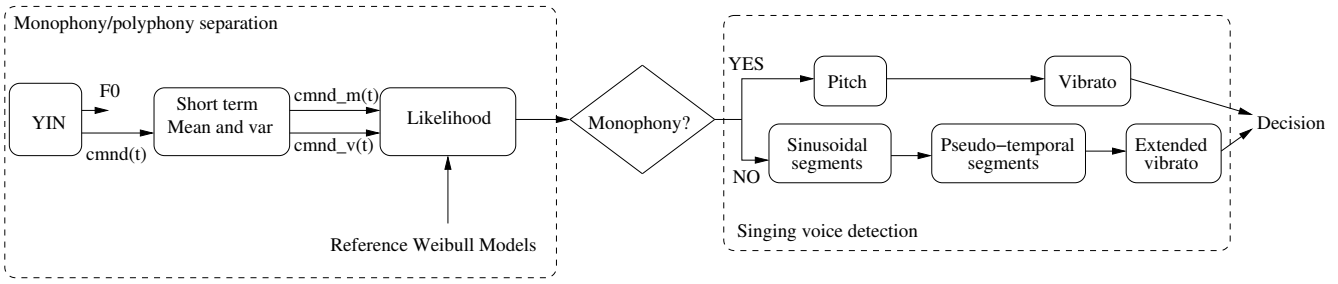 Monophony/polyphony separation
YIN
F0
cmnd(t)
Short term
Mean and var
cmnd_m(t)
cmnd_v(t)
Likelihood
Reference Weibull Models
Monophony?
YES
NO
Pitch
Vibrato
Sinusoidal
segments
Pseudo-temporal
segments
Extended
vibrato
Decision
Singing voice detection